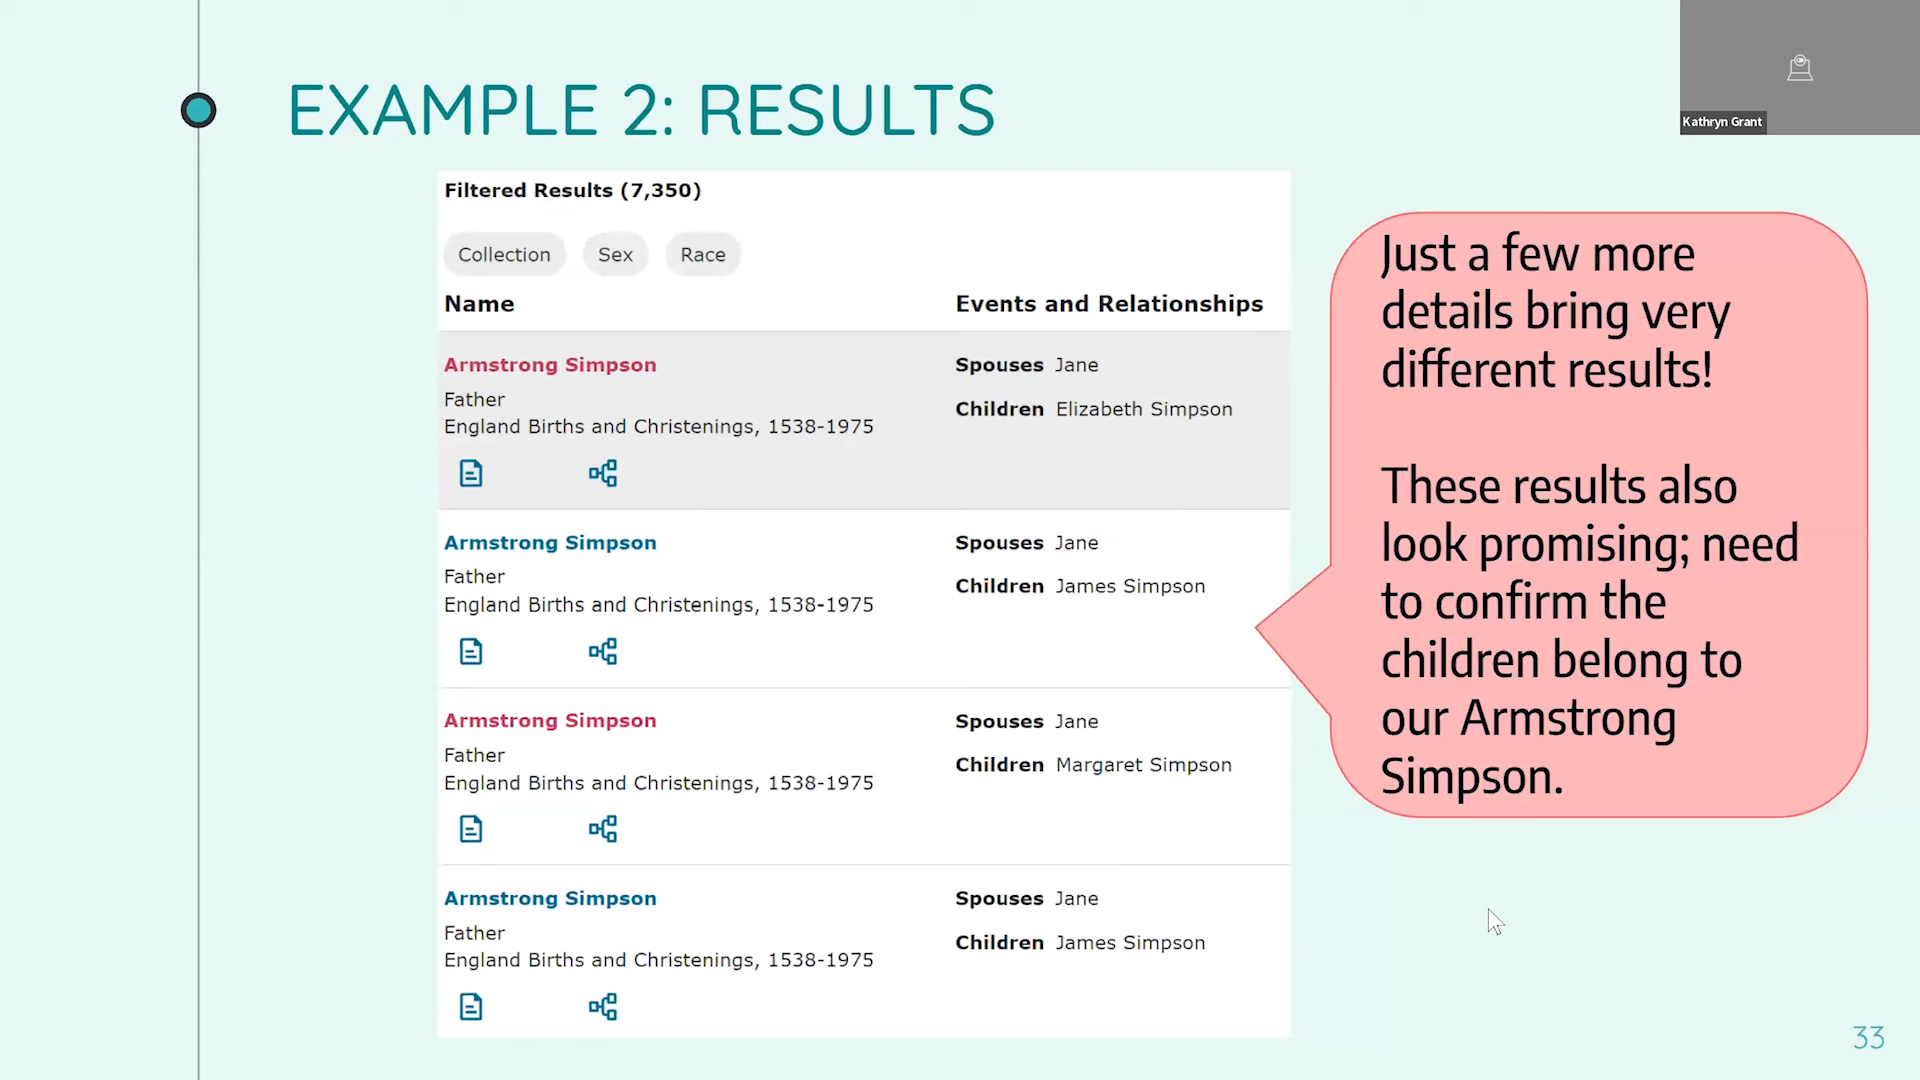 EXAMPLE 2: RESULTS
Kathryn Grant
Filtered Results (7,350)
Collection Sex Race
Name Events and Relationships
Armstrong Simpson Spouses Jane
Father Children Elizabeth Simpson
England Births and Christenings, 1538-1975
Armstrong Simpson Spouses Jane
Father Children James Simpson
England Births and Christenings, 1538-1975
Armstrong Simpson Spouses Jane
Father Children Margaret Simpson
England Births and Christenings, 1538-1975
Armstrong Simpson Spouses Jane
Father Children James Simpson
England Births and Christenings, 1538-1975
Just a few more
details bring very
different results!
These results also
look promising; need
to confirm the
children belong to
our Armstrong
Simpson.
33